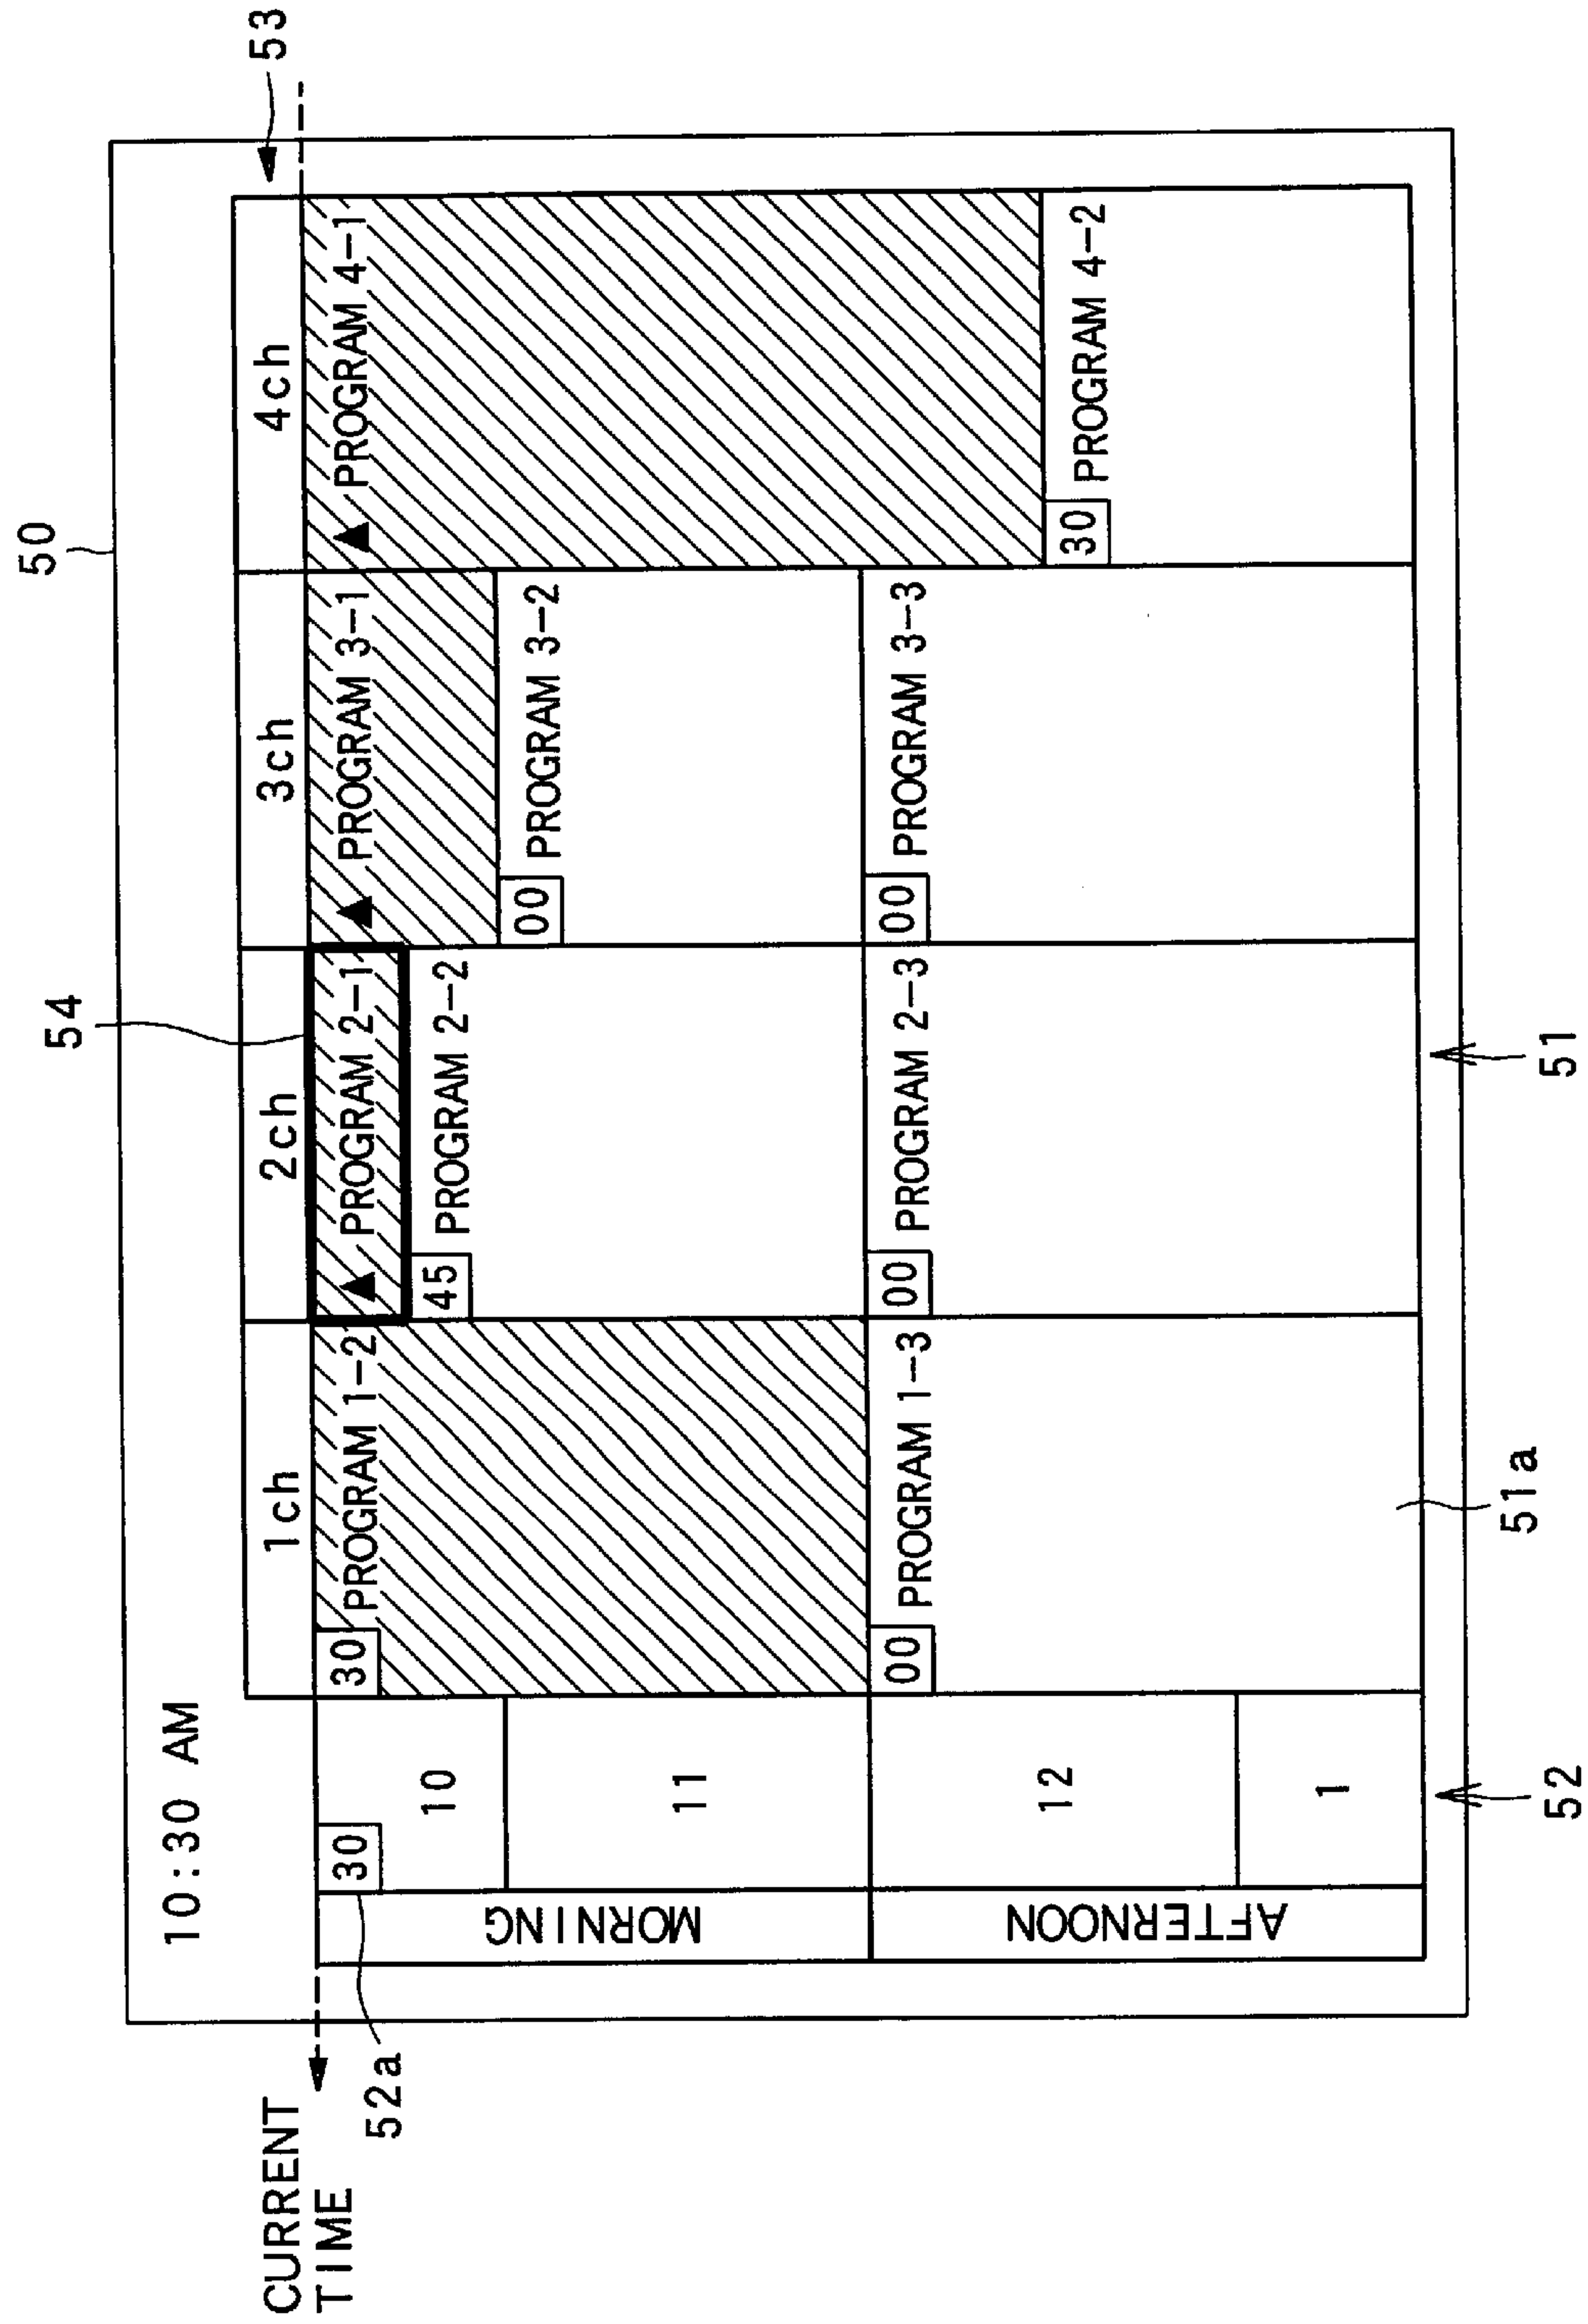 50
10:30 AM
CURRENT
TIME
53
54
1ch
2ch
3ch
4ch
52a
MORNING
AFTERNOON
30
10
11
12
1
30 PROGRAM 1-2
00 PROGRAM 1-3
▲ PROGRAM 2-1
45 PROGRAM 2-2
00 PROGRAM 2-3
▲ PROGRAM 3-1
00 PROGRAM 3-2
00 PROGRAM 3-3
▲ PROGRAM 4-1
30 PROGRAM 4-2
52
51a
51